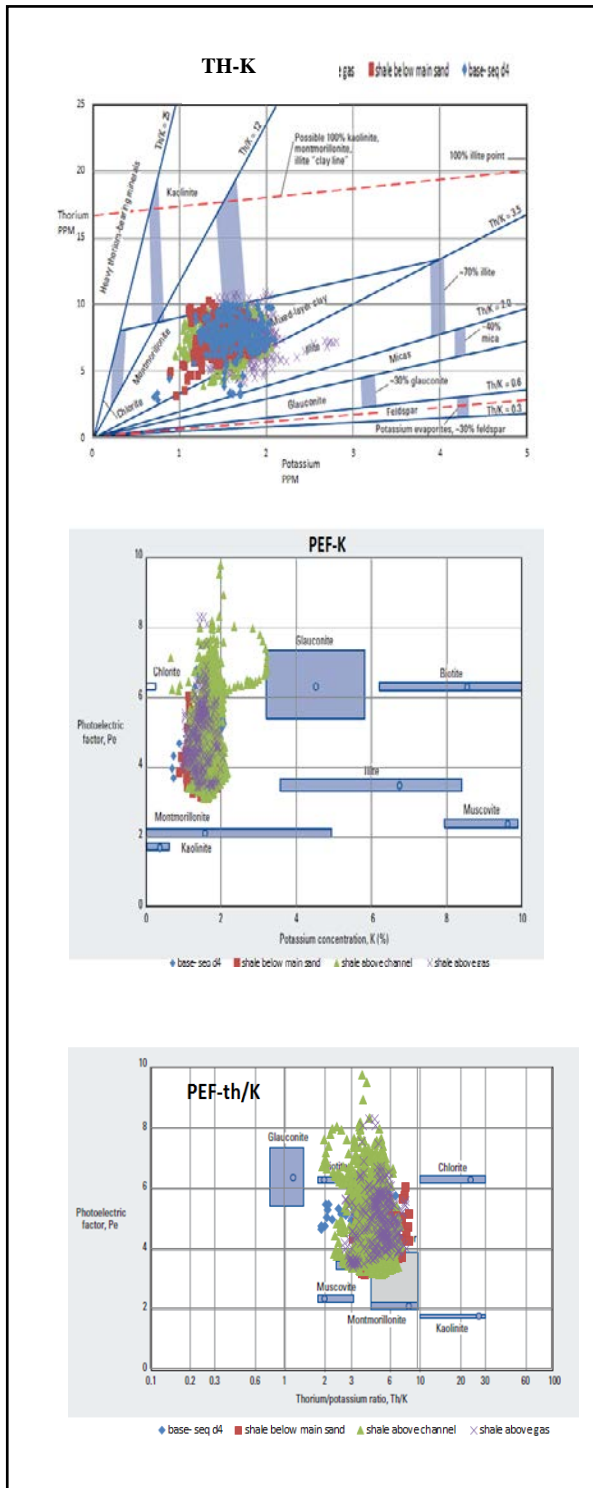 TH-K
gas shale below main sand base-seq d4
25
20
15
10
5
0
Thorium
PPM
Heavy thorium-bearing minerals
Th/K = 25
Kaolinite
Th/K = 12
Possible 100% kaolinite,
montmorillonite,
illite "clay line"
100% illite point
Th/K = 3.5
~70% illite
Montmorillonite
Mixed-layer clay
Illite
Th/K = 2.0
~40%
mica
Micas
Chlorite
~30% glauconite
Glauconite
Th/K = 0.6
Feldspar
Th/K = 0.3
Potassium evaporites, ~30% feldspar
0 1 2 3 4 5
Potassium
PPM
PEF-K
10
8
6
4
2
0
Photoelectric
factor, Pe
Chlorite
Glauconite
Biotite
Illite
Montmorillonite
Muscovite
Kaolinite
0 2 4 6 8 10
Potassium concentration, K (%)
base- seq d4 shale below main sand shale above channel shale above gas
PEF-th/K
10
8
6
4
2
0
Photoelectric
factor, Pe
Glauconite
Chlorite
Muscovite
Montmorillonite
Kaolinite
0.1 0.2 0.3 0.6 1 2 3 6 10 20 30 60 100
Thorium/potassium ratio, Th/K
base- seq d4 shale below main sand shale above channel shale above gas